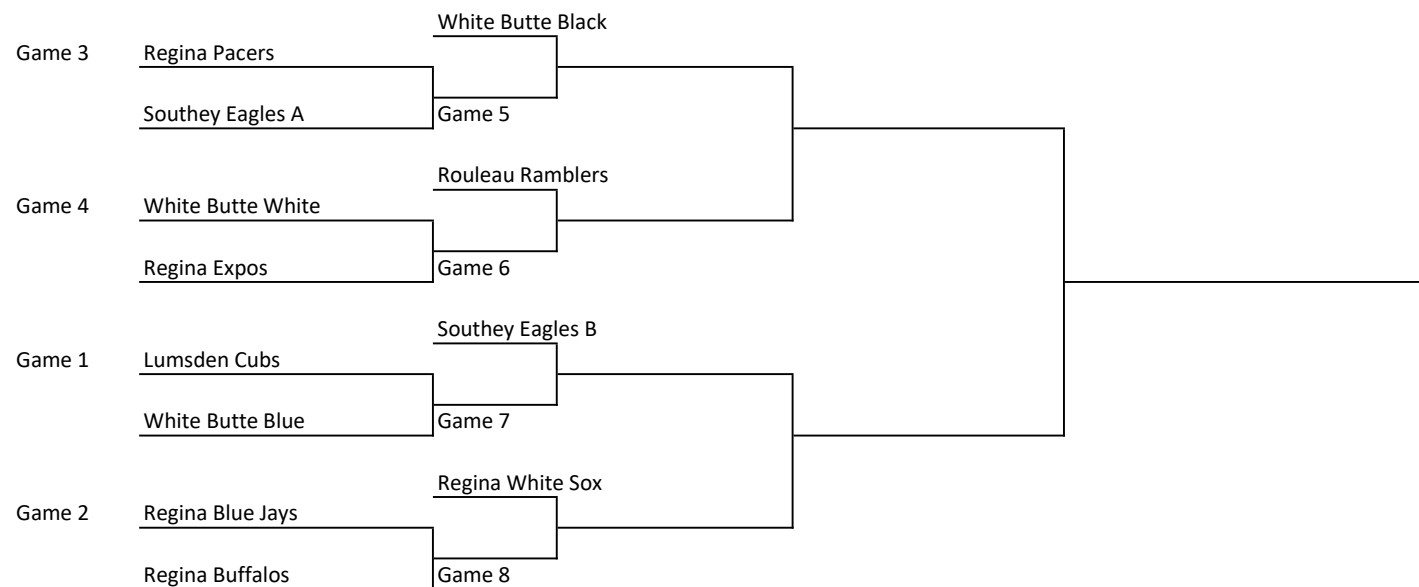 White Butte Black
Game 3 Regina Pacers
Southey Eagles A Game 5
Rouleau Ramblers
Game 4 White Butte White
Regina Expos Game 6
Southey Eagles B
Game 1 Lumsden Cubs
White Butte Blue Game 7
Regina White Sox
Game 2 Regina Blue Jays
Regina Buffalos Game 8